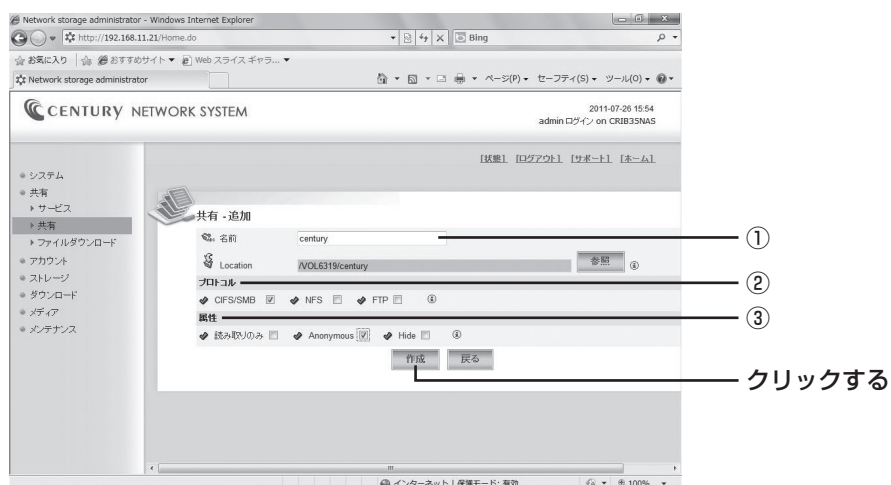 Network storage administrator - Windows Internet Explorer
http://192.168.11.21/Home.do
Bing
お気に入り おすすめサイト Web スライス ギャラ...
Network storage administrator
ページ(P) セーフティ(S) ツール(O)
CENTURY NETWORK SYSTEM
2011-07-26 15:54
admin ログイン on CRIB35NAS
[状態] [ログアウト] [サポート] [ホーム]
システム
共有
サービス
共有
ファイルダウンロード
アカウント
ストレージ
ダウンロード
メディア
メンテナンス
共有 - 追加
名前 century
①
Location /VOL6319/century 参照
プロトコル
②
CIFS/SMB NFS FTP
属性
③
読み取りのみ Anonymous Hide
作成 戻る
クリックする
インターネット | 保護モード: 有効 100%